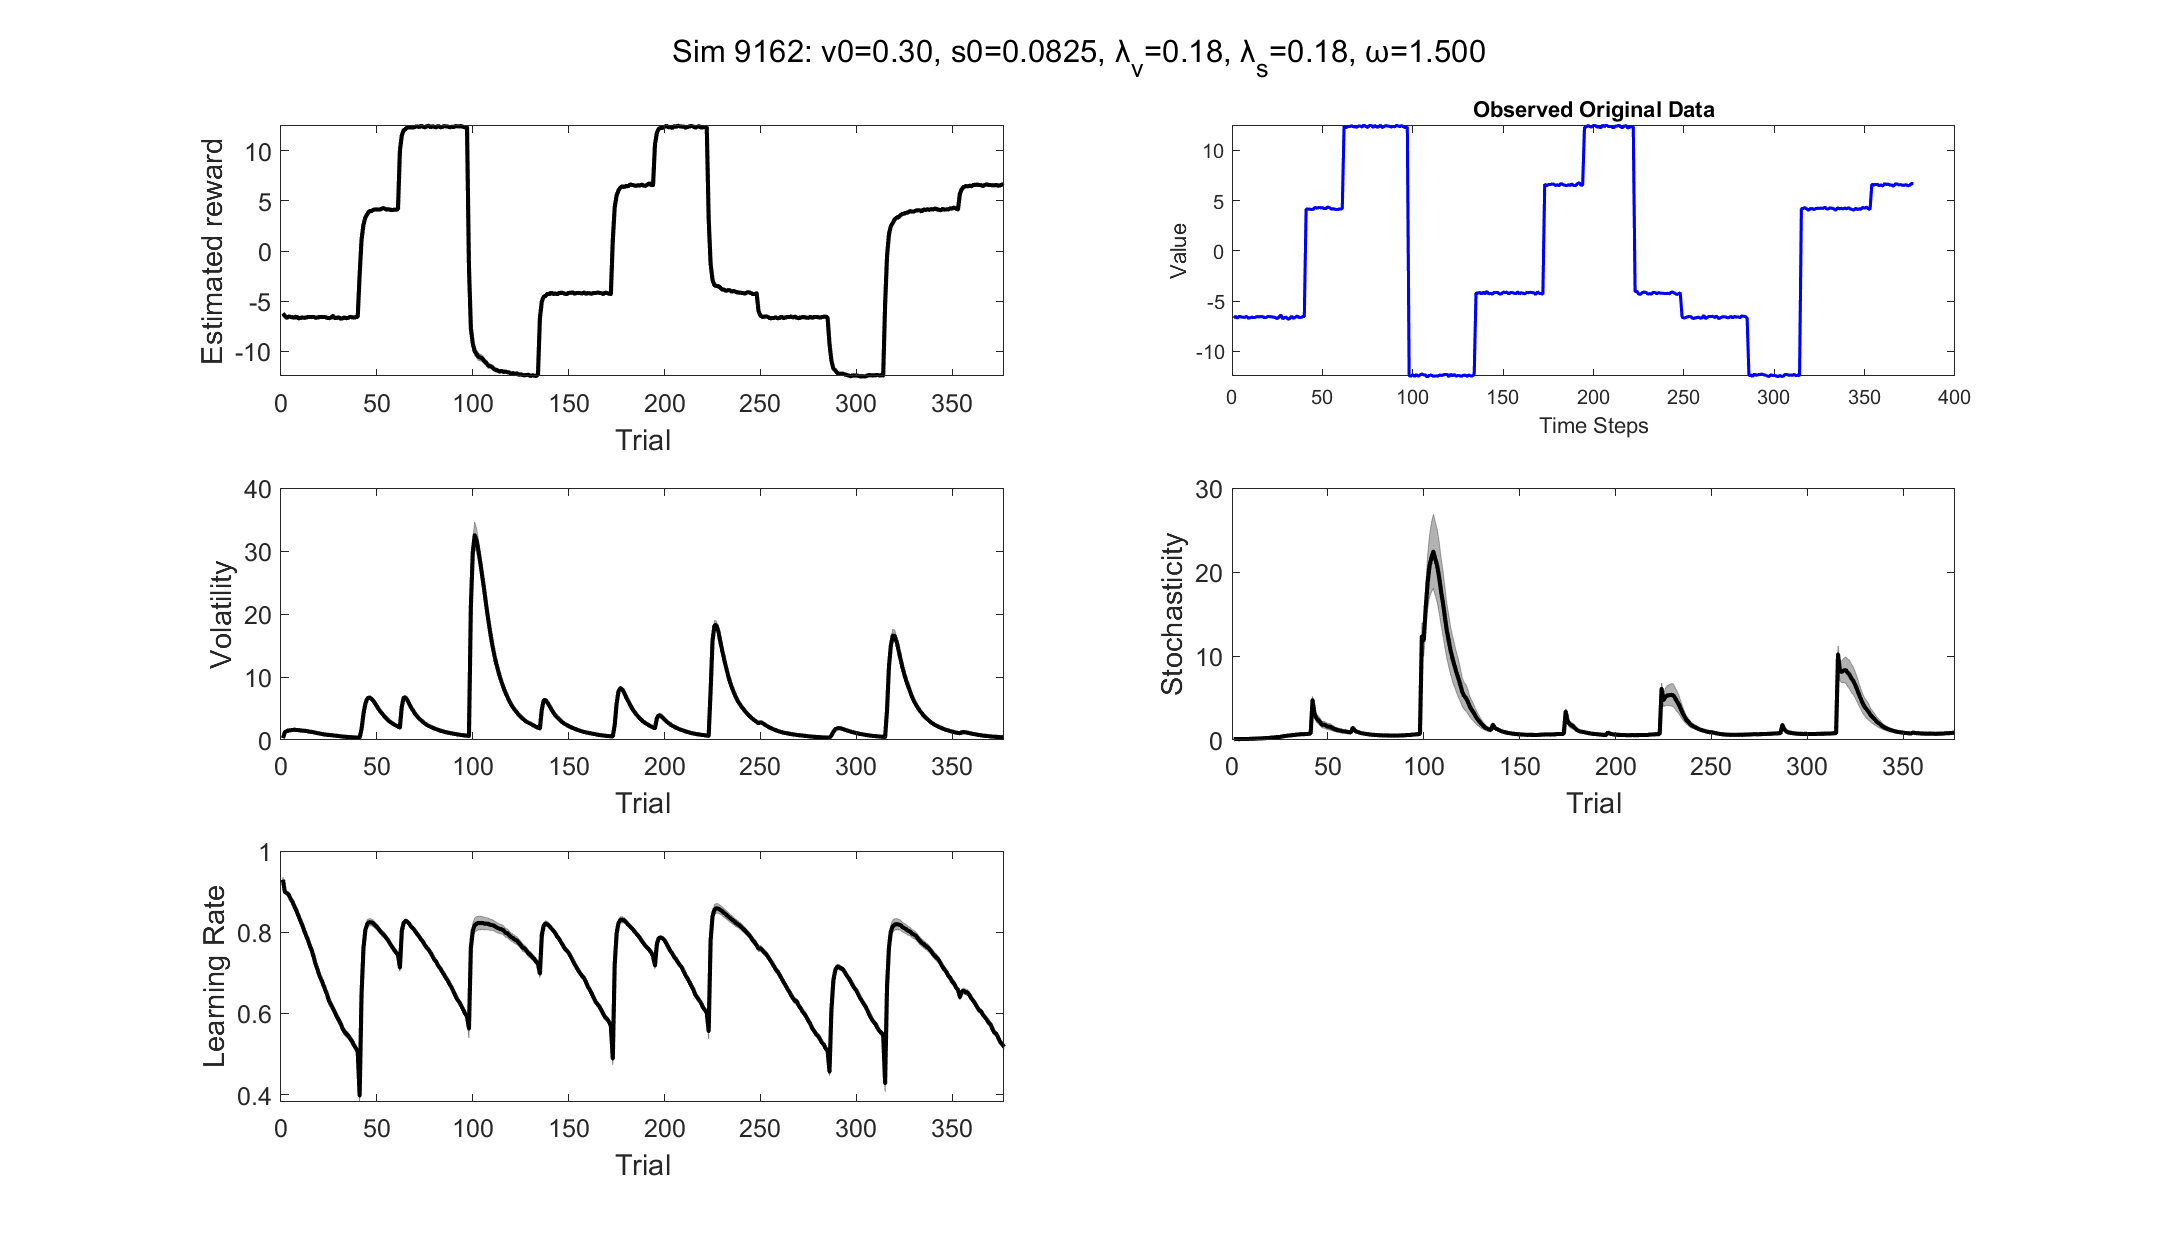 Sim 9162: v0=0.30, s0=0.0825, λv=0.18, λs=0.18, ω=1.500
Estimated reward
10
5
0
-5
-10
0 50 100 150 200 250 300 350
Trial
Observed Original Data
Value
10
5
0
-5
-10
0 50 100 150 200 250 300 350 400
Time Steps
Volatility
40
30
20
10
0
0 50 100 150 200 250 300 350
Trial
Stochasticity
30
20
10
0
0 50 100 150 200 250 300 350
Trial
Learning Rate
1
0.8
0.6
0.4
0 50 100 150 200 250 300 350
Trial